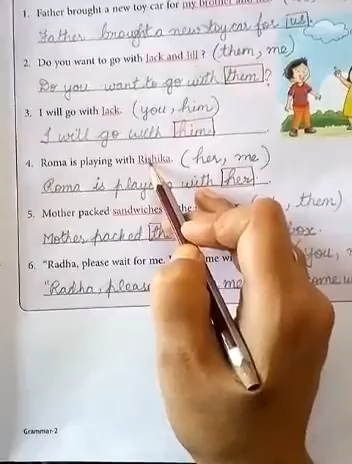 1. Father brought a new toy car for my brother and
Father brought a new toy car for us.
2. Do you want to go with Jack and Jill? (them, me)
Do you want to go with them?
3. I will go with Jack. (you, him)
I will go with him
4. Roma is playing with Rishika. (her, me)
Roma is with her.
5. Mother packed sandwiches the , them)
Mother packed box.
6. "Radha, please wait for me. me wi you,
"Radha, me ome w
Grammar-2